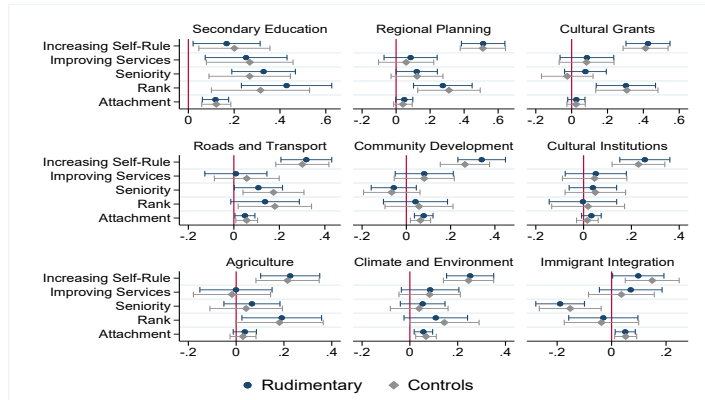 Secondary Education Regional Planning Cultural Grants
Increasing Self-Rule
Improving Services
Seniority
Rank
Attachment
0 .2 .4 .6 -.2 0 .2 .4 .6 -.2 0 .2 .4 .6
Roads and Transport Community Development Cultural Institutions
Increasing Self-Rule
Improving Services
Seniority
Rank
Attachment
-.2 0 .2 .4 -.2 0 .2 .4 -.2 0 .2 .4
Agriculture Climate and Environment Immigrant Integration
Increasing Self-Rule
Improving Services
Seniority
Rank
Attachment
-.2 0 .2 .4 -.2 0 .2 .4 -.2 0 .2
Rudimentary Controls